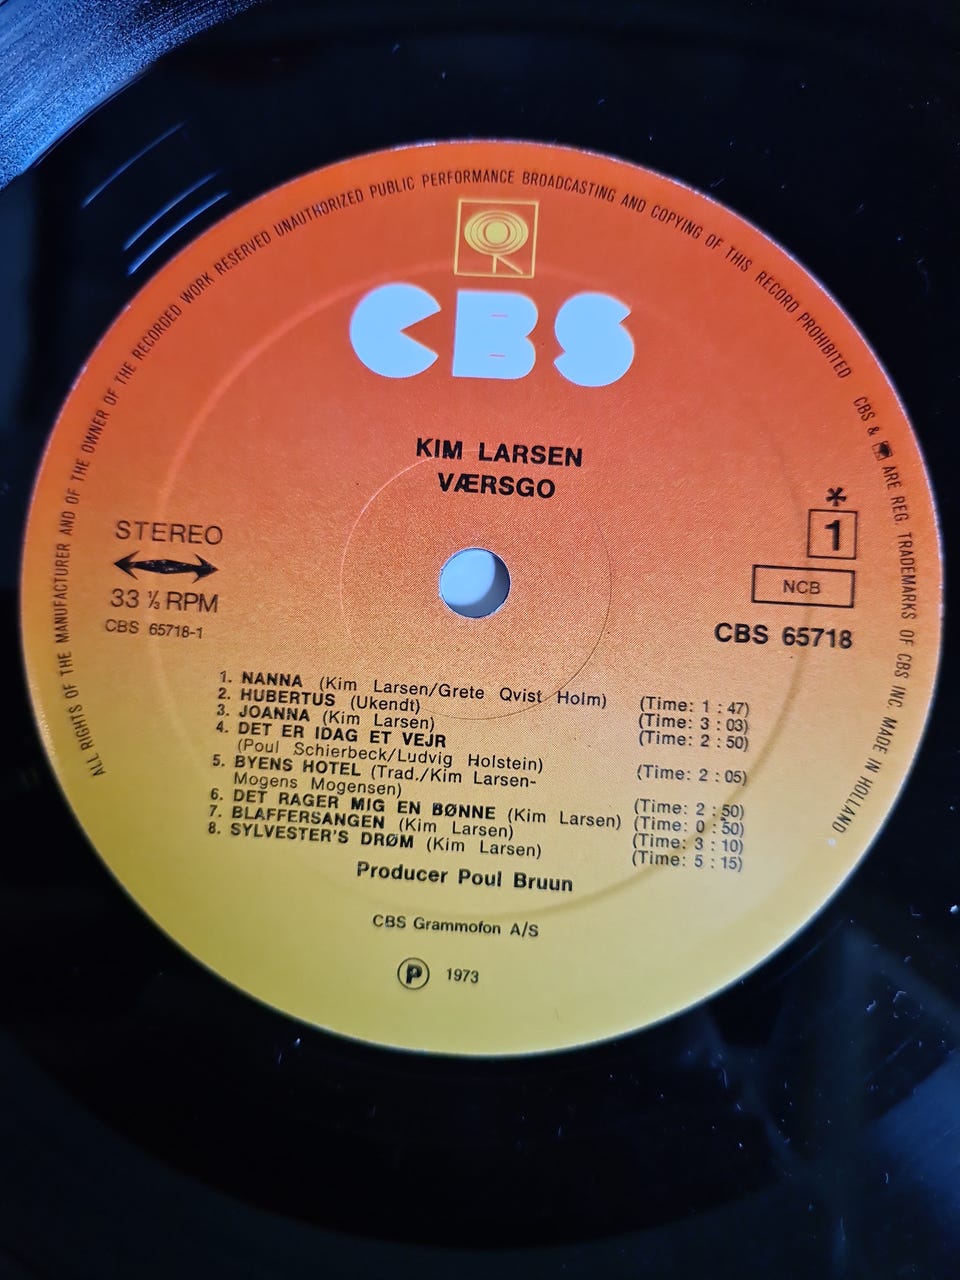 ALL RIGHTS OF THE MANUFACTURER AND OF THE OWNER OF THE RECORDED WORK RESERVED UNAUTHORIZED PUBLIC PERFORMANCE BROADCASTING AND COPYING OF THIS RECORD PROHIBITED CBS & ARE REG. TRADEMARKS OF CBS INC. MADE IN HOLLAND
CBS
KIM LARSEN
VÆRSGO
STEREO
33 ⅓ RPM
CBS 65718-1
*
1
NCB
CBS 65718
1. NANNA (Kim Larsen/Grete Qvist Holm) (Time: 1 : 47)
2. HUBERTUS (Ukendt) (Time: 3 : 03)
3. JOANNA (Kim Larsen) (Time: 2 : 50)
4. DET ER IDAG ET VEJR
(Poul Schierbeck/Ludvig Holstein) (Time: 2 : 05)
5. BYENS HOTEL (Trad./Kim Larsen-
Mogens Mogensen) (Time: 2 : 50)
6. DET RAGER MIG EN BØNNE (Kim Larsen) (Time: 0 : 50)
7. BLAFFERSANGEN (Kim Larsen) (Time: 3 : 10)
8. SYLVESTER'S DRØM (Kim Larsen) (Time: 5 : 15)
Producer Poul Bruun
CBS Grammofon A/S
Ⓟ 1973